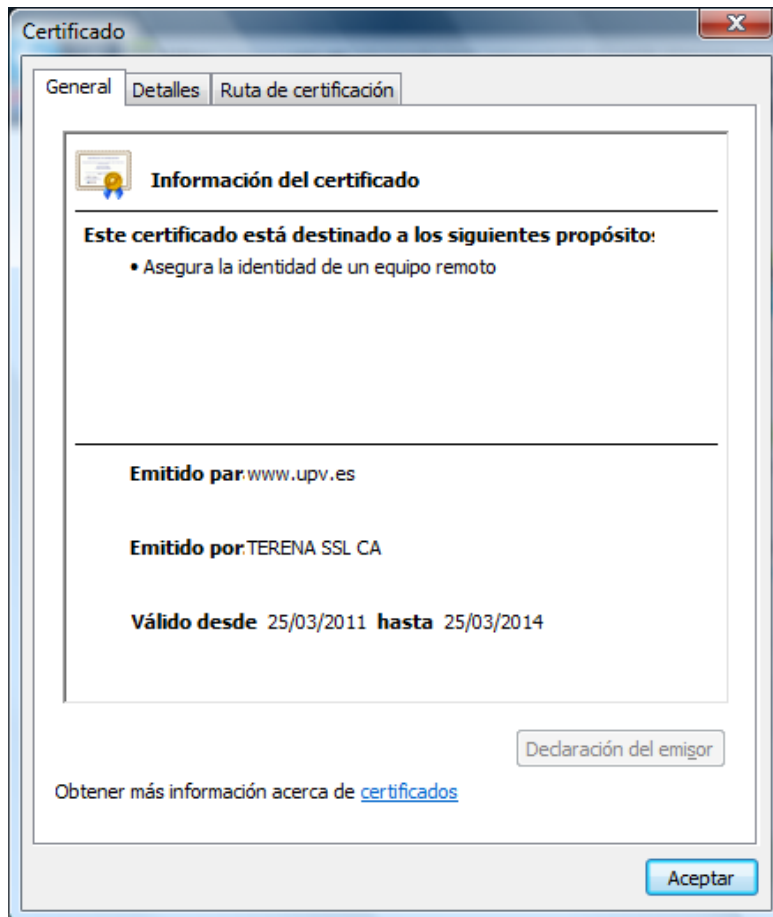 Certificado
General
Detalles
Ruta de certificación
Información del certificado
Este certificado está destinado a los siguientes propósitos:
• Asegura la identidad de un equipo remoto
Emitido par www.upv.es
Emitido por TERENA SSL CA
Válido desde 25/03/2011 hasta 25/03/2014
Declaración del emisor
Obtener más información acerca de certificados
Aceptar